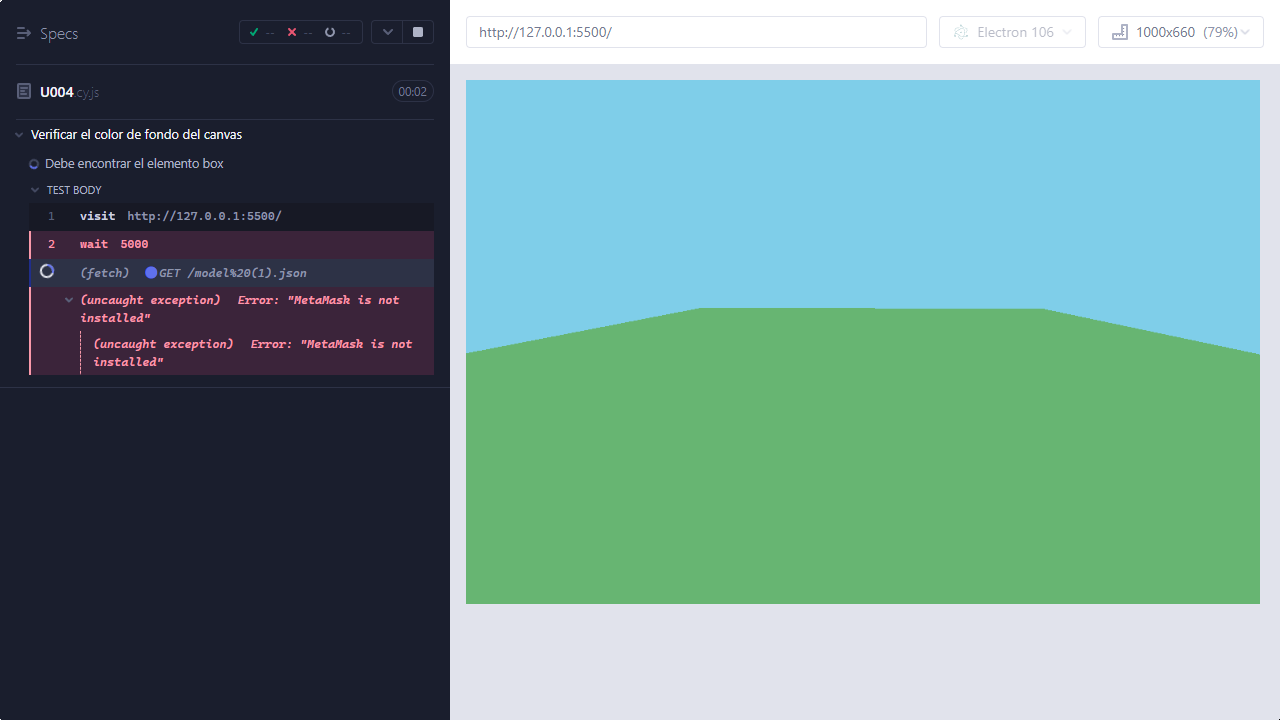 Specs
-- -- --
U004.cy.js
00:02
Verificar el color de fondo del canvas
Debe encontrar el elemento box
TEST BODY
1 visit http://127.0.0.1:5500/
2 wait 5000
(fetch) GET /model%20(1).json
(uncaught exception) Error: "MetaMask is not
installed"
(uncaught exception) Error: "MetaMask is not
installed"
http://127.0.0.1:5500/
Electron 106
1000x660 (79%)